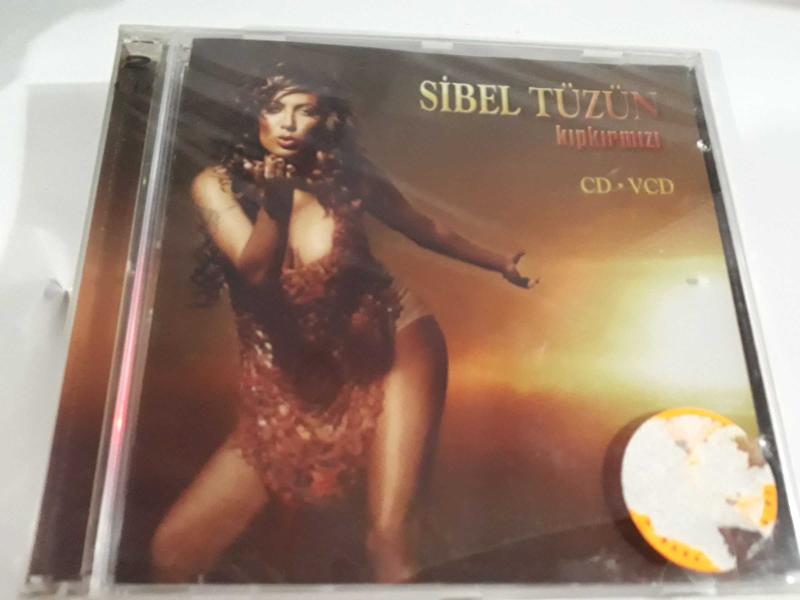 SİBEL TÜZÜN
kıpkırmızı
CD • VCD